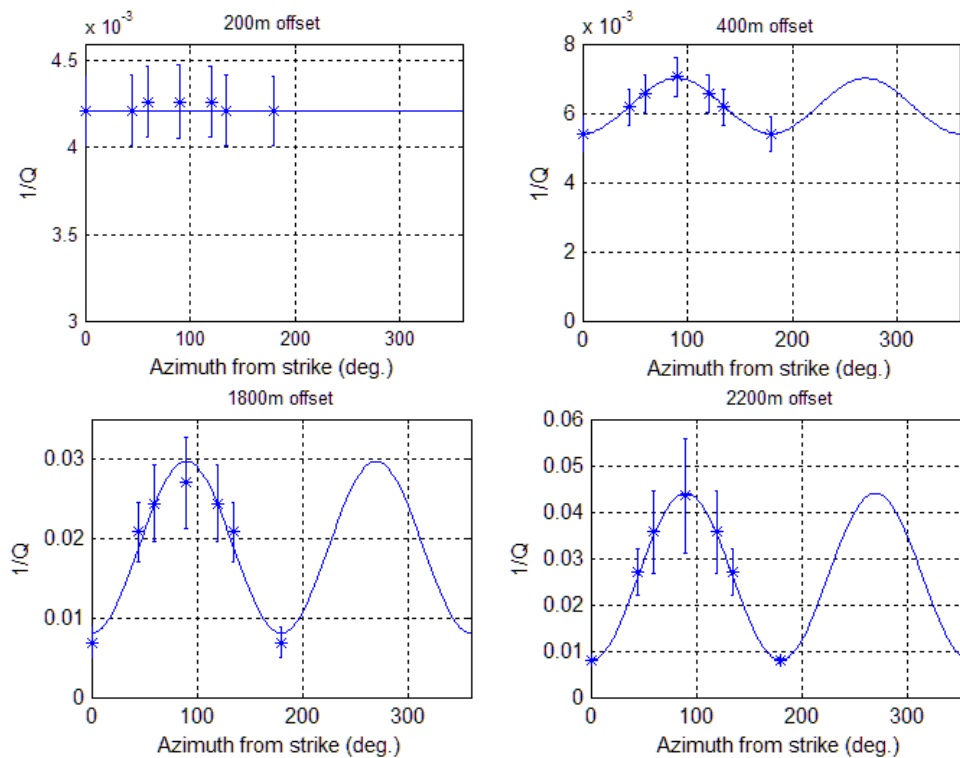 x 10⁻³
200m offset
4.5
4
3.5
3
1/Q
0
100
200
300
Azimuth from strike (deg.)
x 10⁻³
400m offset
8
6
4
2
0
1/Q
0
100
200
300
Azimuth from strike (deg.)
1800m offset
0.03
0.02
0.01
0
1/Q
0
100
200
300
Azimuth from strike (deg.)
2200m offset
0.06
0.05
0.04
0.03
0.02
0.01
0
1/Q
0
100
200
300
Azimuth from strike (deg.)